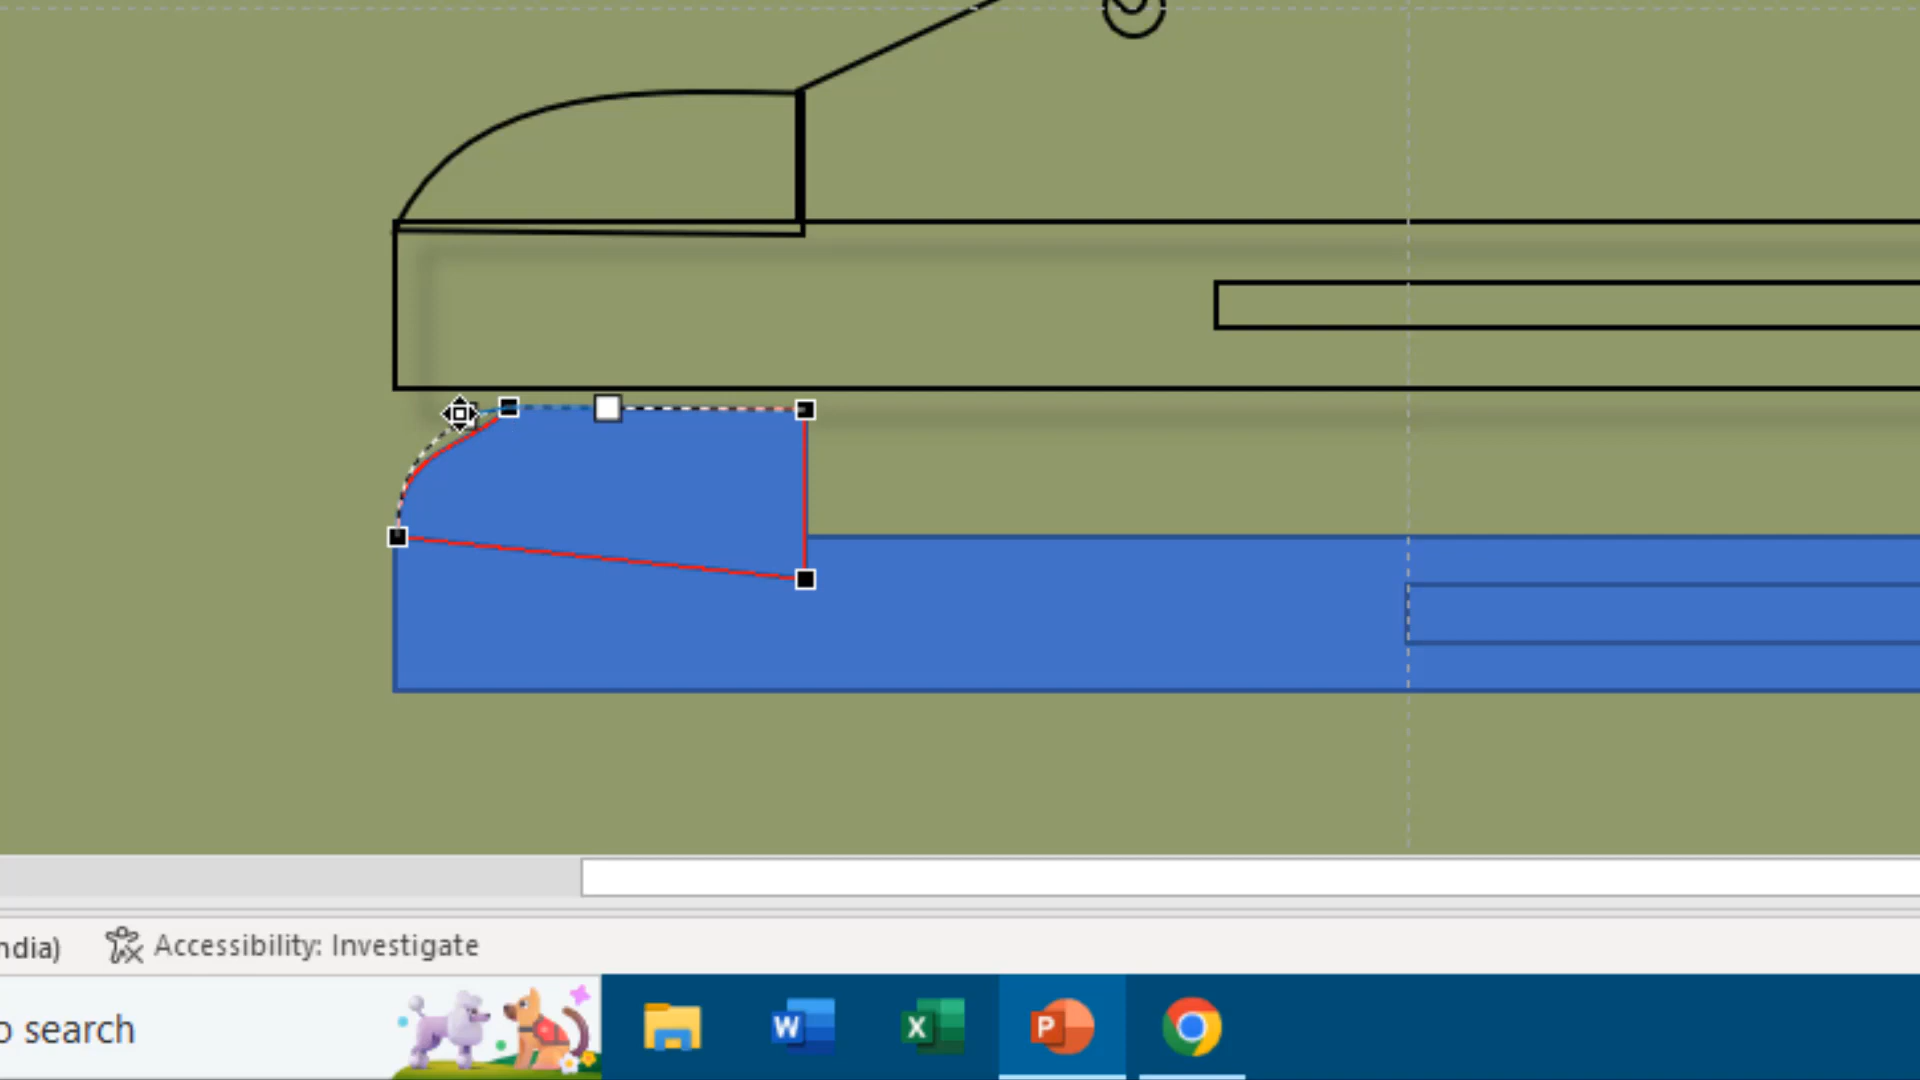 ndia)
Accessibility: Investigate
o search
W
X
P